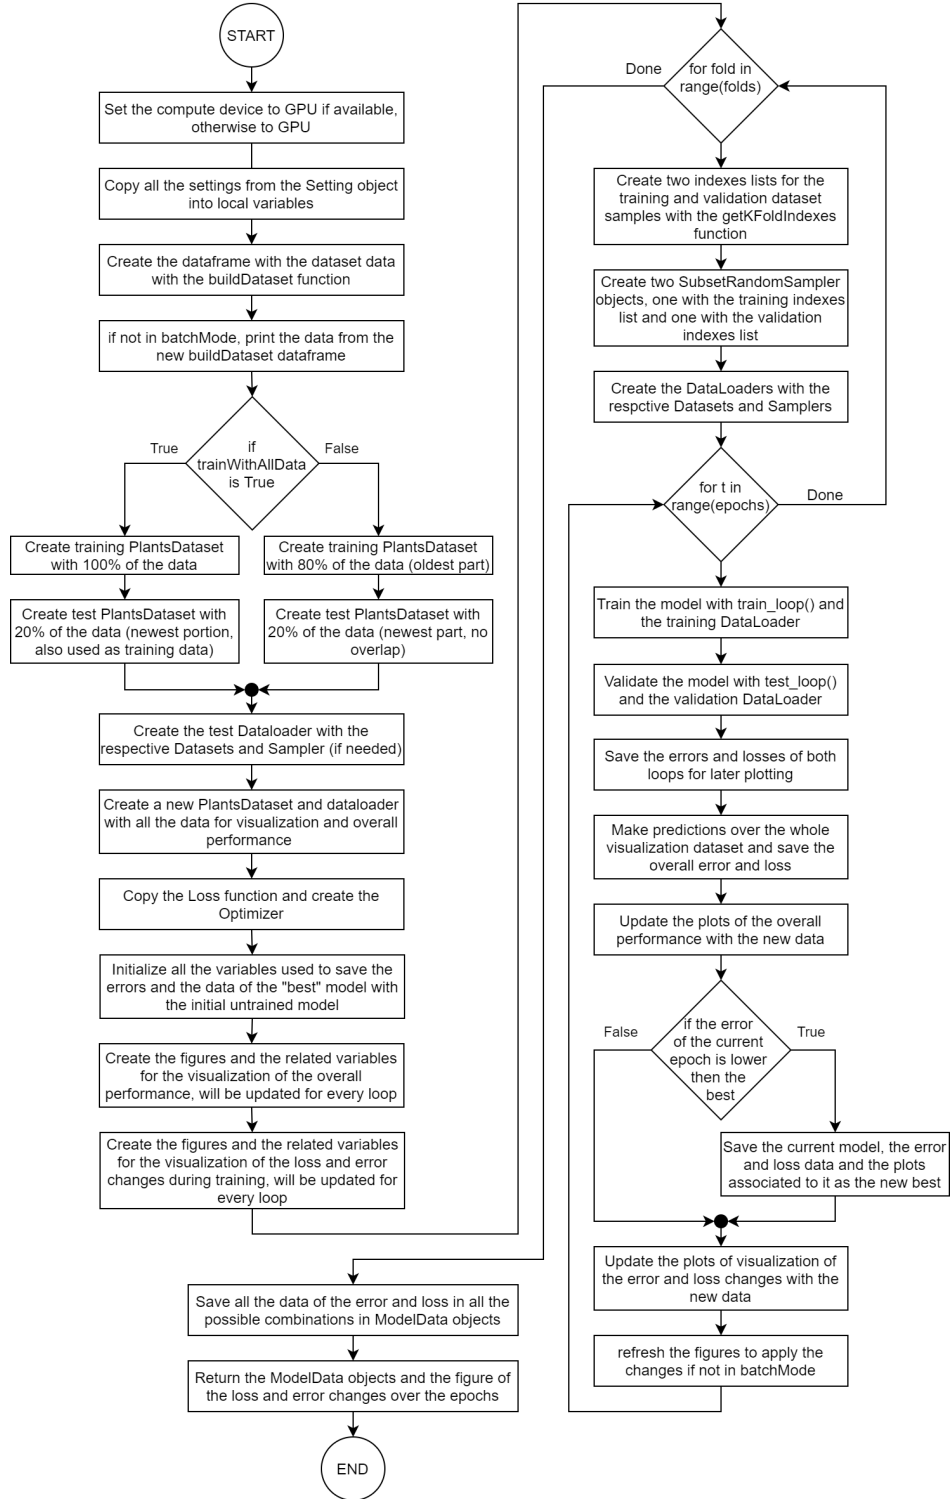 START
Set the compute device to GPU if available,
otherwise to GPU
Copy all the settings from the Setting object
into local variables
Create the dataframe with the dataset data
with the buildDataset function
if not in batchMode, print the data from the
new buildDataset dataframe
if
trainWithAllData
is True
True
False
Create training PlantsDataset
with 100% of the data
Create test PlantsDataset with
20% of the data (newest portion,
also used as training data)
Create training PlantsDataset
with 80% of the data (oldest part)
Create test PlantsDataset with
20% of the data (newest part, no
overlap)
Create the test Dataloader with the
respective Datasets and Sampler (if needed)
Create a new PlantsDataset and dataloader
with all the data for visualization and overall
performance
Copy the Loss function and create the
Optimizer
Initialize all the variables used to save the
errors and the data of the "best" model with
the initial untrained model
Create the figures and the related variables
for the visualization of the overall
performance, will be updated for every loop
Create the figures and the related variables
for the visualization of the loss and error
changes during training, will be updated for
every loop
for fold in
range(folds)
Done
Create two indexes lists for the
training and validation dataset
samples with the getKFoldIndexes
function
Create two SubsetRandomSampler
objects, one with the training indexes
list and one with the validation
indexes list
Create the DataLoaders with the
respctive Datasets and Samplers
for t in
range(epochs)
Done
Train the model with train_loop() and
the training DataLoader
Validate the model with test_loop()
and the validation DataLoader
Save the errors and losses of both
loops for later plotting
Make predictions over the whole
visualization dataset and save the
overall error and loss
Update the plots of the overall
performance with the new data
if the error
of the current
epoch is lower
then the
best
False
True
Save the current model, the error
and loss data and the plots
associated to it as the new best
Update the plots of visualization of
the error and loss changes with the
new data
refresh the figures to apply the
changes if not in batchMode
Save all the data of the error and loss in all the
possible combinations in ModelData objects
Return the ModelData objects and the figure of
the loss and error changes over the epochs
END